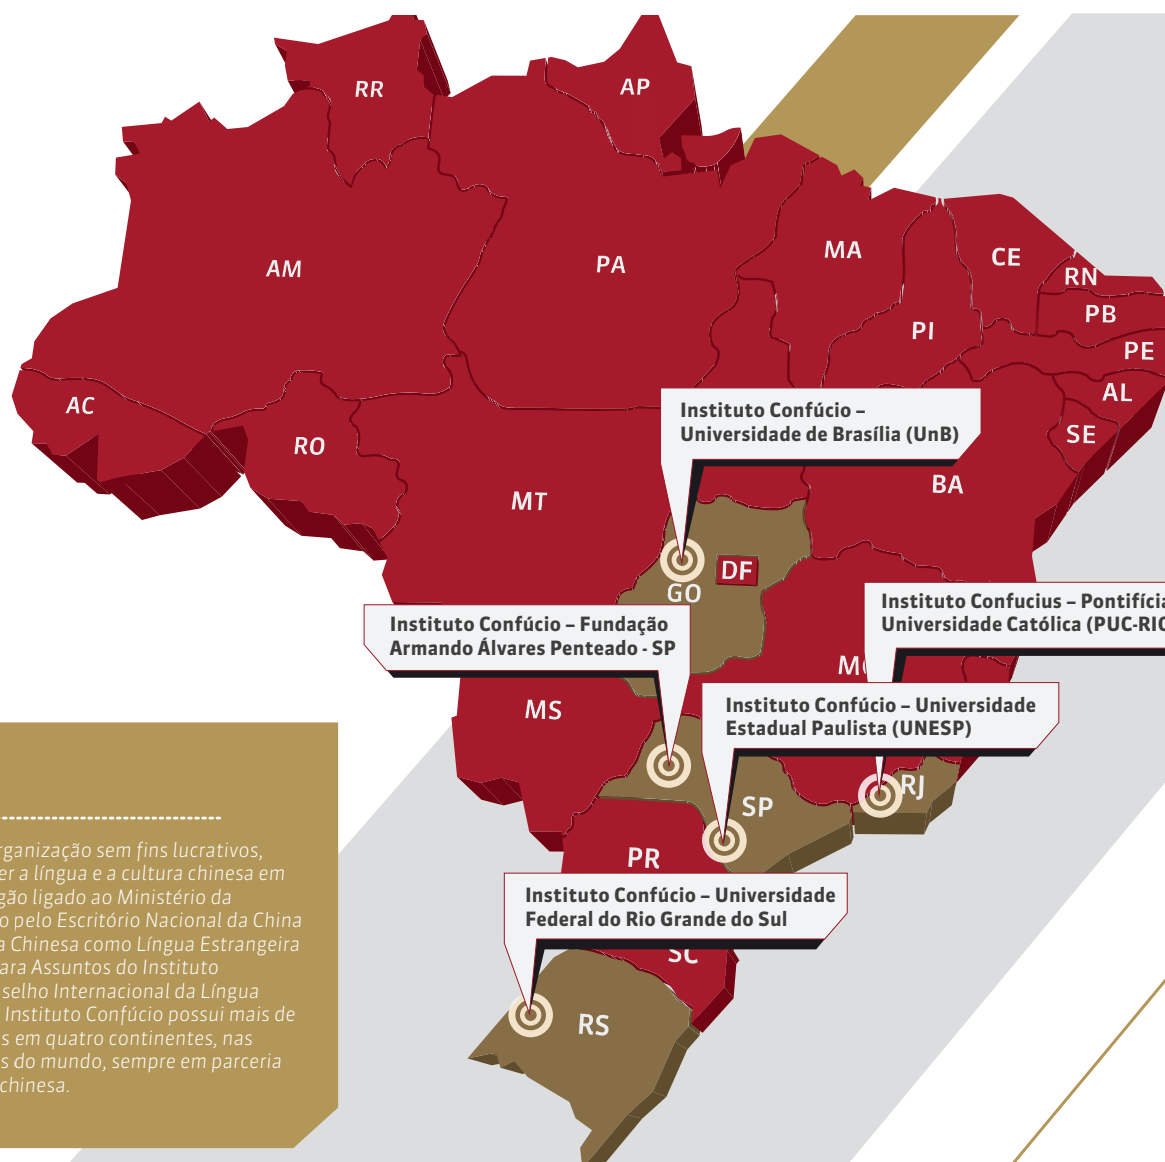 RR
AP
AM
PA
MA
CE
RN
PB
PI
PE
AL
AC
SE
RO
MT
BA
Instituto Confúcio –
Universidade de Brasília (UnB)
DF
GO
Instituto Confucius – Pontifícia
Universidade Católica (PUC-RIO
Instituto Confúcio – Fundação
Armando Álvares Penteado - SP
MS
Instituto Confúcio – Universidade
Estadual Paulista (UNESP)
RJ
SP
PR
Instituto Confúcio – Universidade
Federal do Rio Grande do Sul
SC
RS
rganização sem fins lucrativos,
er a língua e a cultura chinesa em
gão ligado ao Ministério da
o pelo Escritório Nacional da China
a Chinesa como Língua Estrangeira
ara Assuntos do Instituto
selho Internacional da Língua
Instituto Confúcio possui mais de
s em quatro continentes, nas
s do mundo, sempre em parceria
chinesa.